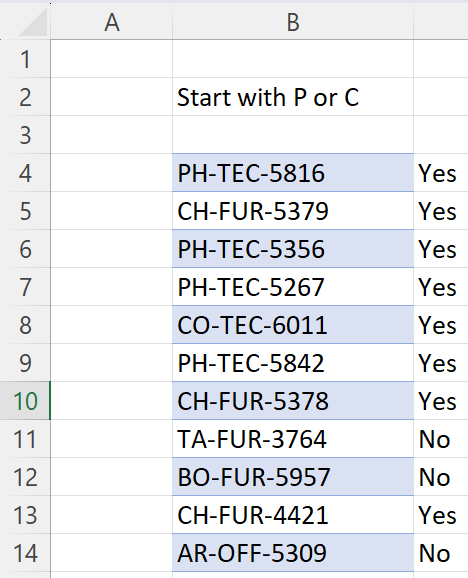 A B
1
2 Start with P or C
3
4 PH-TEC-5816 Yes
5 CH-FUR-5379 Yes
6 PH-TEC-5356 Yes
7 PH-TEC-5267 Yes
8 CO-TEC-6011 Yes
9 PH-TEC-5842 Yes
10 CH-FUR-5378 Yes
11 TA-FUR-3764 No
12 BO-FUR-5957 No
13 CH-FUR-4421 Yes
14 AR-OFF-5309 No